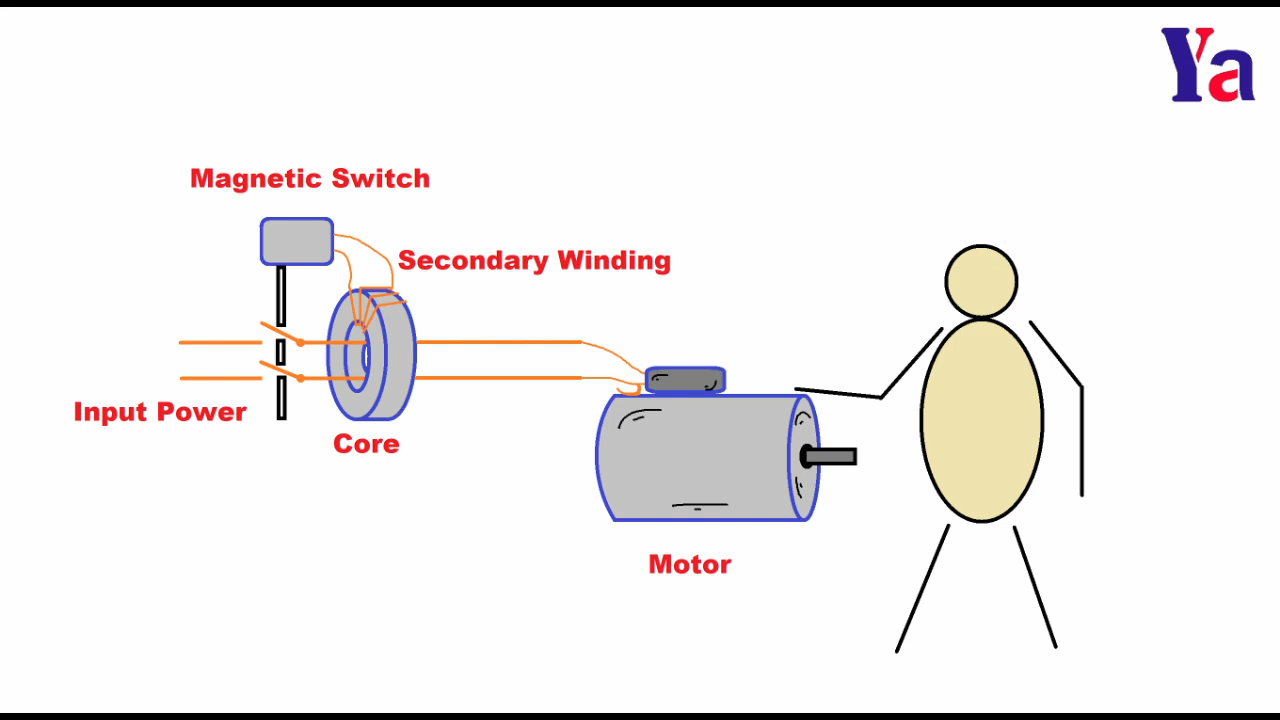 Ya
Magnetic Switch
Secondary Winding
Input Power
Core
Motor